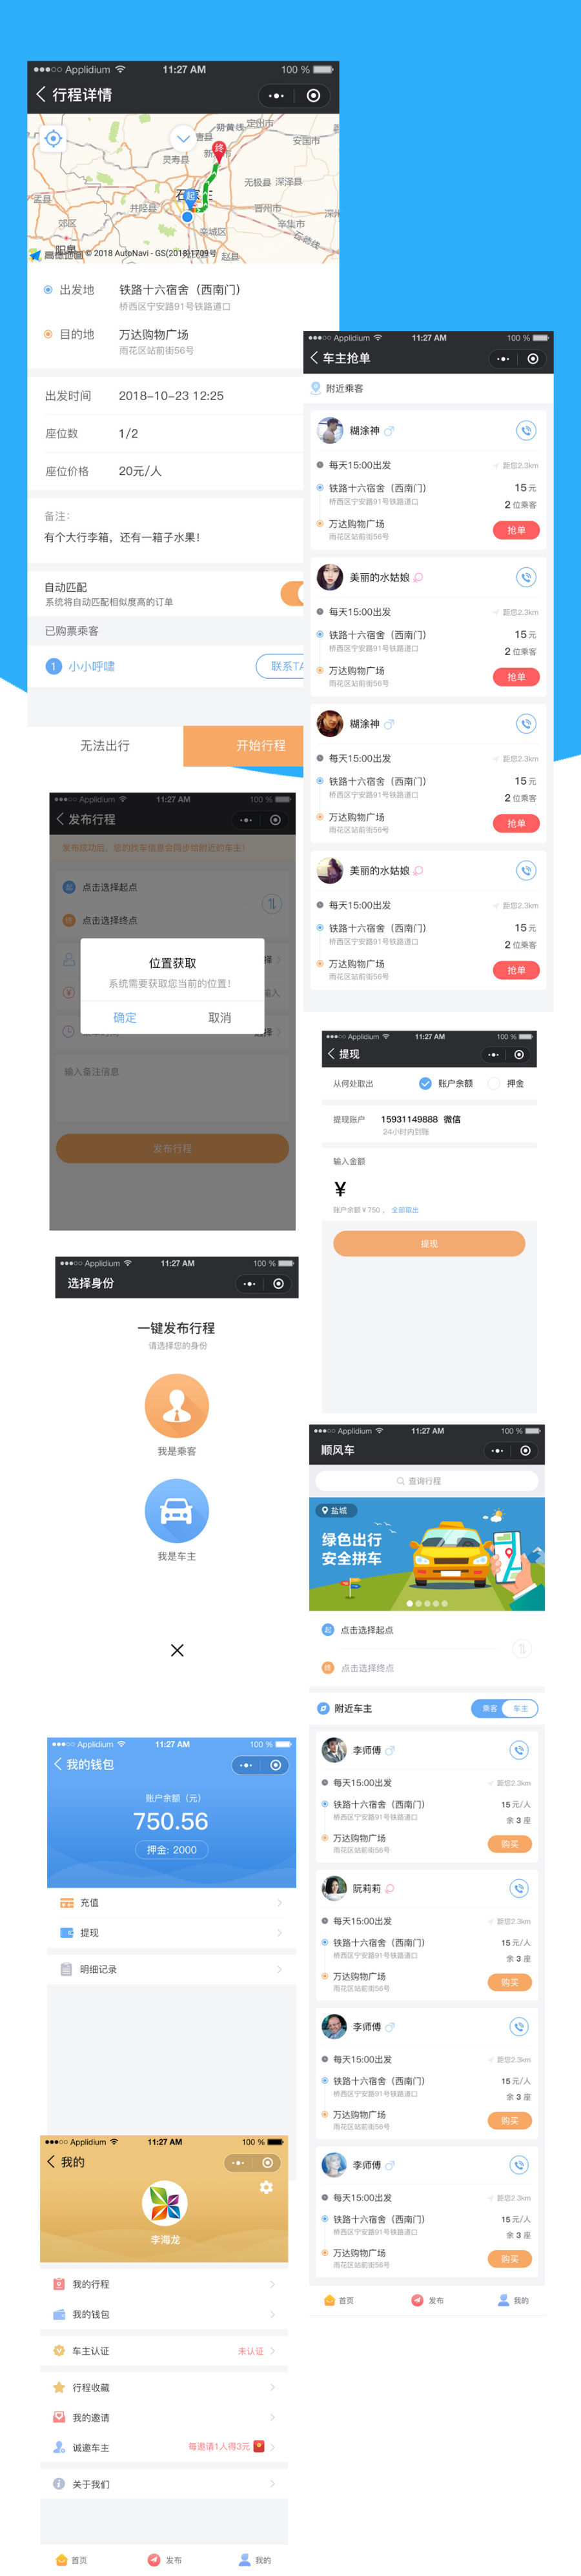 ●●●○○ Applidium 11:27 AM 100 %
行程详情
朔黄线 定州市
曹县
安国市
灵寿县
终
无极县 深泽县
石家庄
起
井陉县
晋州市
盂县
郊区
栾城区
辛集市
石德线
阳泉
高德地图 © 2018 AutoNavi - GS(2018)1709号 赵县
出发地 铁路十六宿舍（西南门）
桥西区宁安路91号铁路道口
目的地 万达购物广场
雨花区站前街56号
出发时间 2018-10-23 12:25
座位数 1/2
座位价格 20元/人
备注:
有个大行李箱，还有一箱子水果！
自动匹配
系统将自动匹配相似度高的订单
已购票乘客
1 小小呼啸 联系TA
无法出行 开始行程
●●●○○ Applidium 11:27 AM 100 %
车主抢单
附近乘客
糊涂神
每天15:00出发 距您2.3km
铁路十六宿舍（西南门） 15元
桥西区宁安路91号铁路道口 2 位乘客
万达购物广场 抢单
雨花区站前街56号
美丽的水姑娘
每天15:00出发 距您2.3km
铁路十六宿舍（西南门） 15元
桥西区宁安路91号铁路道口 2 位乘客
万达购物广场 抢单
雨花区站前街56号
糊涂神
每天15:00出发 距您2.3km
铁路十六宿舍（西南门） 15元
桥西区宁安路91号铁路道口 2 位乘客
万达购物广场 抢单
雨花区站前街56号
美丽的水姑娘
每天15:00出发 距您2.3km
铁路十六宿舍（西南门） 15元
桥西区宁安路91号铁路道口 2 位乘客
万达购物广场 抢单
雨花区站前街56号
●●●○○ Applidium 11:27 AM 100 %
发布行程
发布成功后，您的找车信息会同步给附近的车主！
起 点击选择起点
终 点击选择终点
位置获取
系统需要获取您当前的位置！
确定 取消
输入备注信息
发布行程
●●●○○ Applidium 11:27 AM 100 %
提现
从何处取出 账户余额 押金
提现账户 15931149888 微信
24小时内到账
输入金额
¥
账户余额 ¥ 750 ， 全部取出
提现
●●●○○ Applidium 11:27 AM 100 %
选择身份
一键发布行程
请选择您的身份
我是乘客
我是车主
●●●○○ Applidium 11:27 AM 100 %
顺风车
查询行程
盐城
绿色出行
安全拼车
起 点击选择起点
终 点击选择终点
附近车主 乘客 车主
李师傅
每天15:00出发 距您2.3km
铁路十六宿舍（西南门） 15元/人
桥西区宁安路91号铁路道口 余 3 座
万达购物广场 购买
雨花区站前街56号
阮莉莉
每天15:00出发 距您2.3km
铁路十六宿舍（西南门） 15元/人
桥西区宁安路91号铁路道口 余 3 座
万达购物广场 购买
雨花区站前街56号
李师傅
每天15:00出发 距您2.3km
铁路十六宿舍（西南门） 15元/人
桥西区宁安路91号铁路道口 余 3 座
万达购物广场 购买
雨花区站前街56号
李师傅
每天15:00出发 距您2.3km
铁路十六宿舍（西南门） 15元/人
桥西区宁安路91号铁路道口 余 3 座
万达购物广场 购买
雨花区站前街56号
首页 发布 我的
●●●○○ Applidium 11:27 AM 100 %
我的钱包
账户余额（元）
750.56
押金: 2000
充值
提现
明细记录
●●●○○ Applidium 11:27 AM 100 %
我的
李海龙
我的行程
我的钱包
车主认证 未认证
行程收藏
我的邀请
诚邀车主 每邀请1人得3元
关于我们
首页 发布 我的